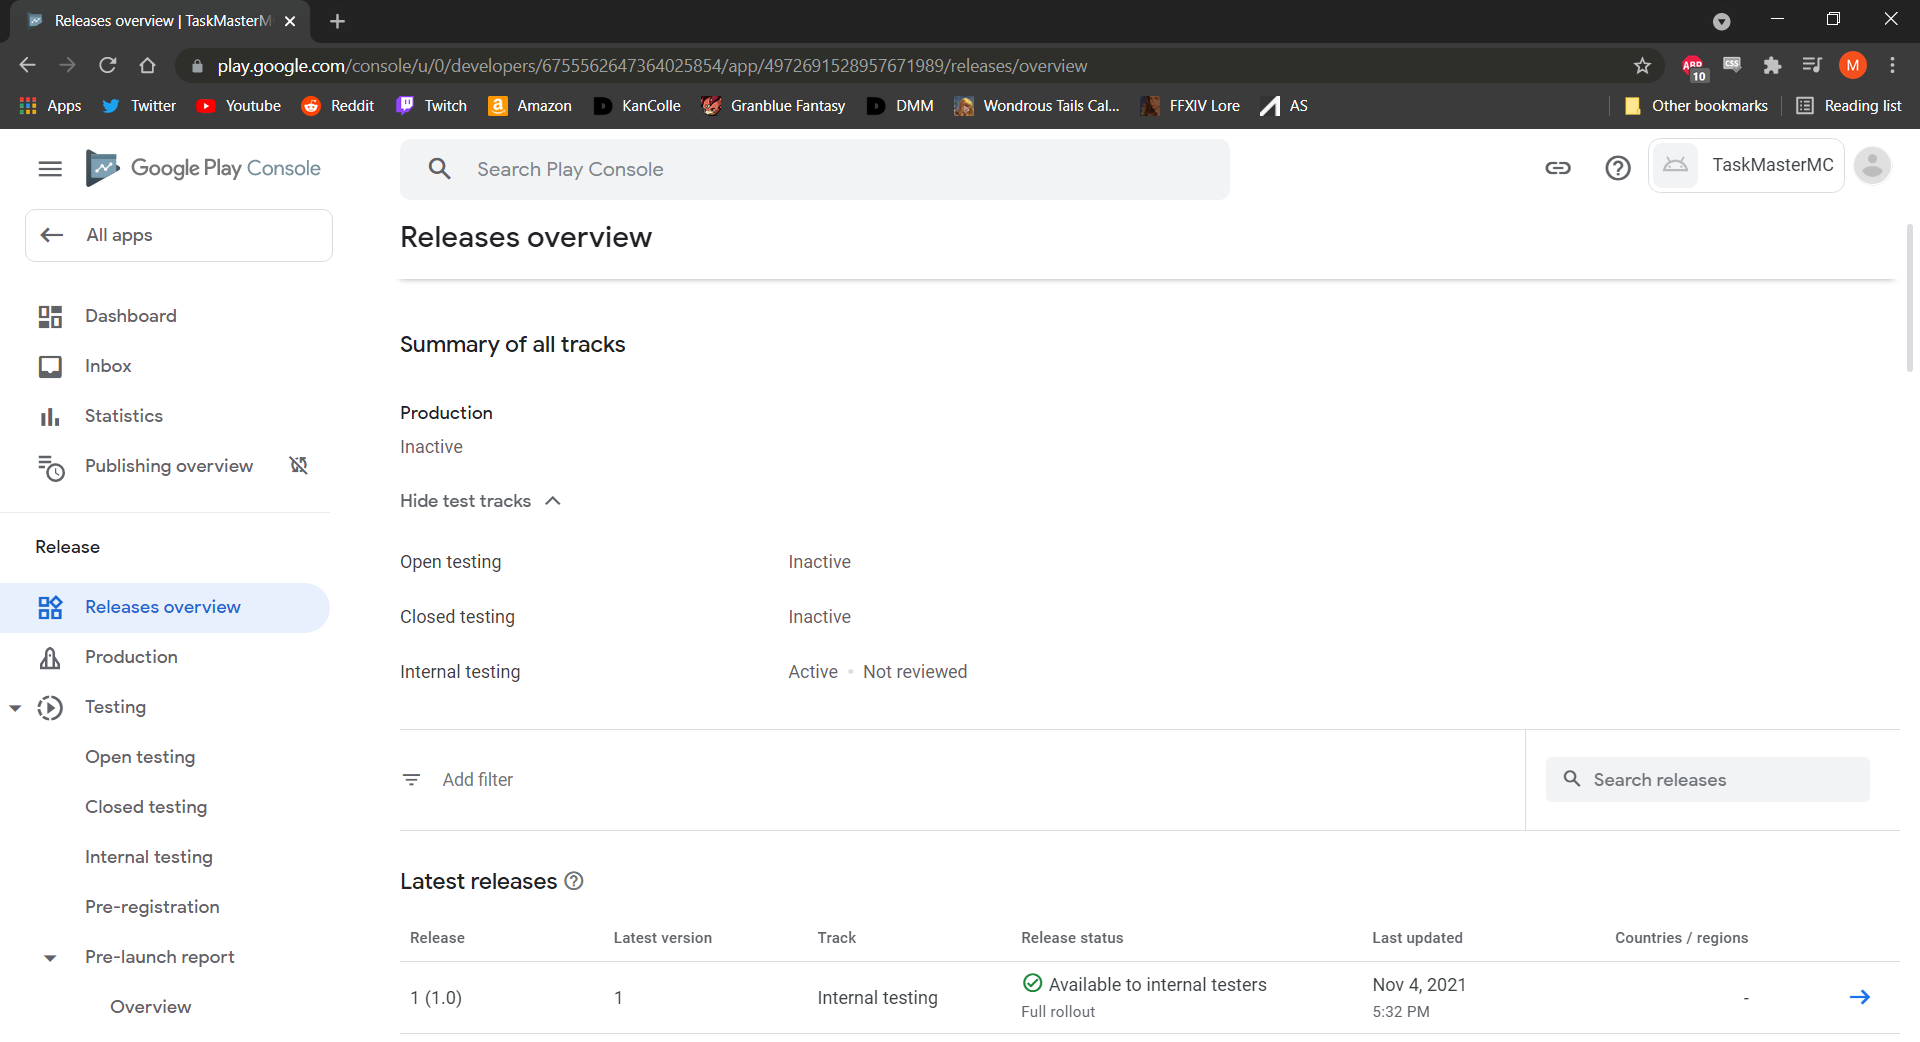 Releases overview | TaskMasterM
play.google.com/console/u/0/developers/6755562647364025854/app/4972691528957671989/releases/overview
ABP
10
CSS
M
Apps
Twitter
Youtube
Reddit
Twitch
Amazon
KanColle
Granblue Fantasy
DMM
Wondrous Tails Cal...
FFXIV Lore
AS
Other bookmarks
Reading list
Google Play Console
Search Play Console
TaskMasterMC
All apps
Releases overview
Dashboard
Inbox
Statistics
Publishing overview
Release
Releases overview
Production
Testing
Open testing
Closed testing
Internal testing
Pre-registration
Pre-launch report
Overview
Summary of all tracks
Production
Inactive
Hide test tracks
Open testing Inactive
Closed testing Inactive
Internal testing Active • Not reviewed
Add filter
Search releases
Latest releases
Release Latest version Track Release status Last updated Countries / regions
1 (1.0) 1 Internal testing Available to internal testers Nov 4, 2021 -
Full rollout 5:32 PM